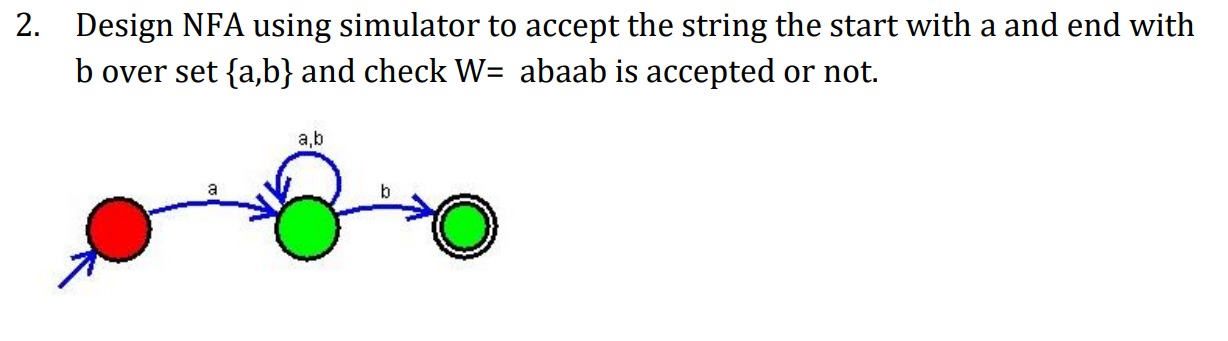 2. Design NFA using simulator to accept the string the start with a and end with
b over set {a,b} and check W= abaab is accepted or not.
a,b
a
b